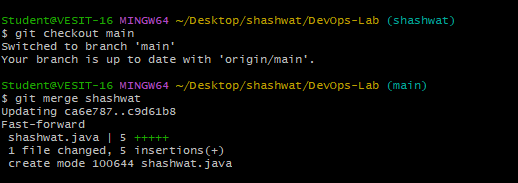 Student@VESIT-16 MINGW64 ~/Desktop/shashwat/DevOps-Lab (shashwat)
$ git checkout main
Switched to branch 'main'
Your branch is up to date with 'origin/main'.
Student@VESIT-16 MINGW64 ~/Desktop/shashwat/DevOps-Lab (main)
$ git merge shashwat
Updating ca6e787..c9d61b8
Fast-forward
 shashwat.java | 5 +++++
 1 file changed, 5 insertions(+)
 create mode 100644 shashwat.java